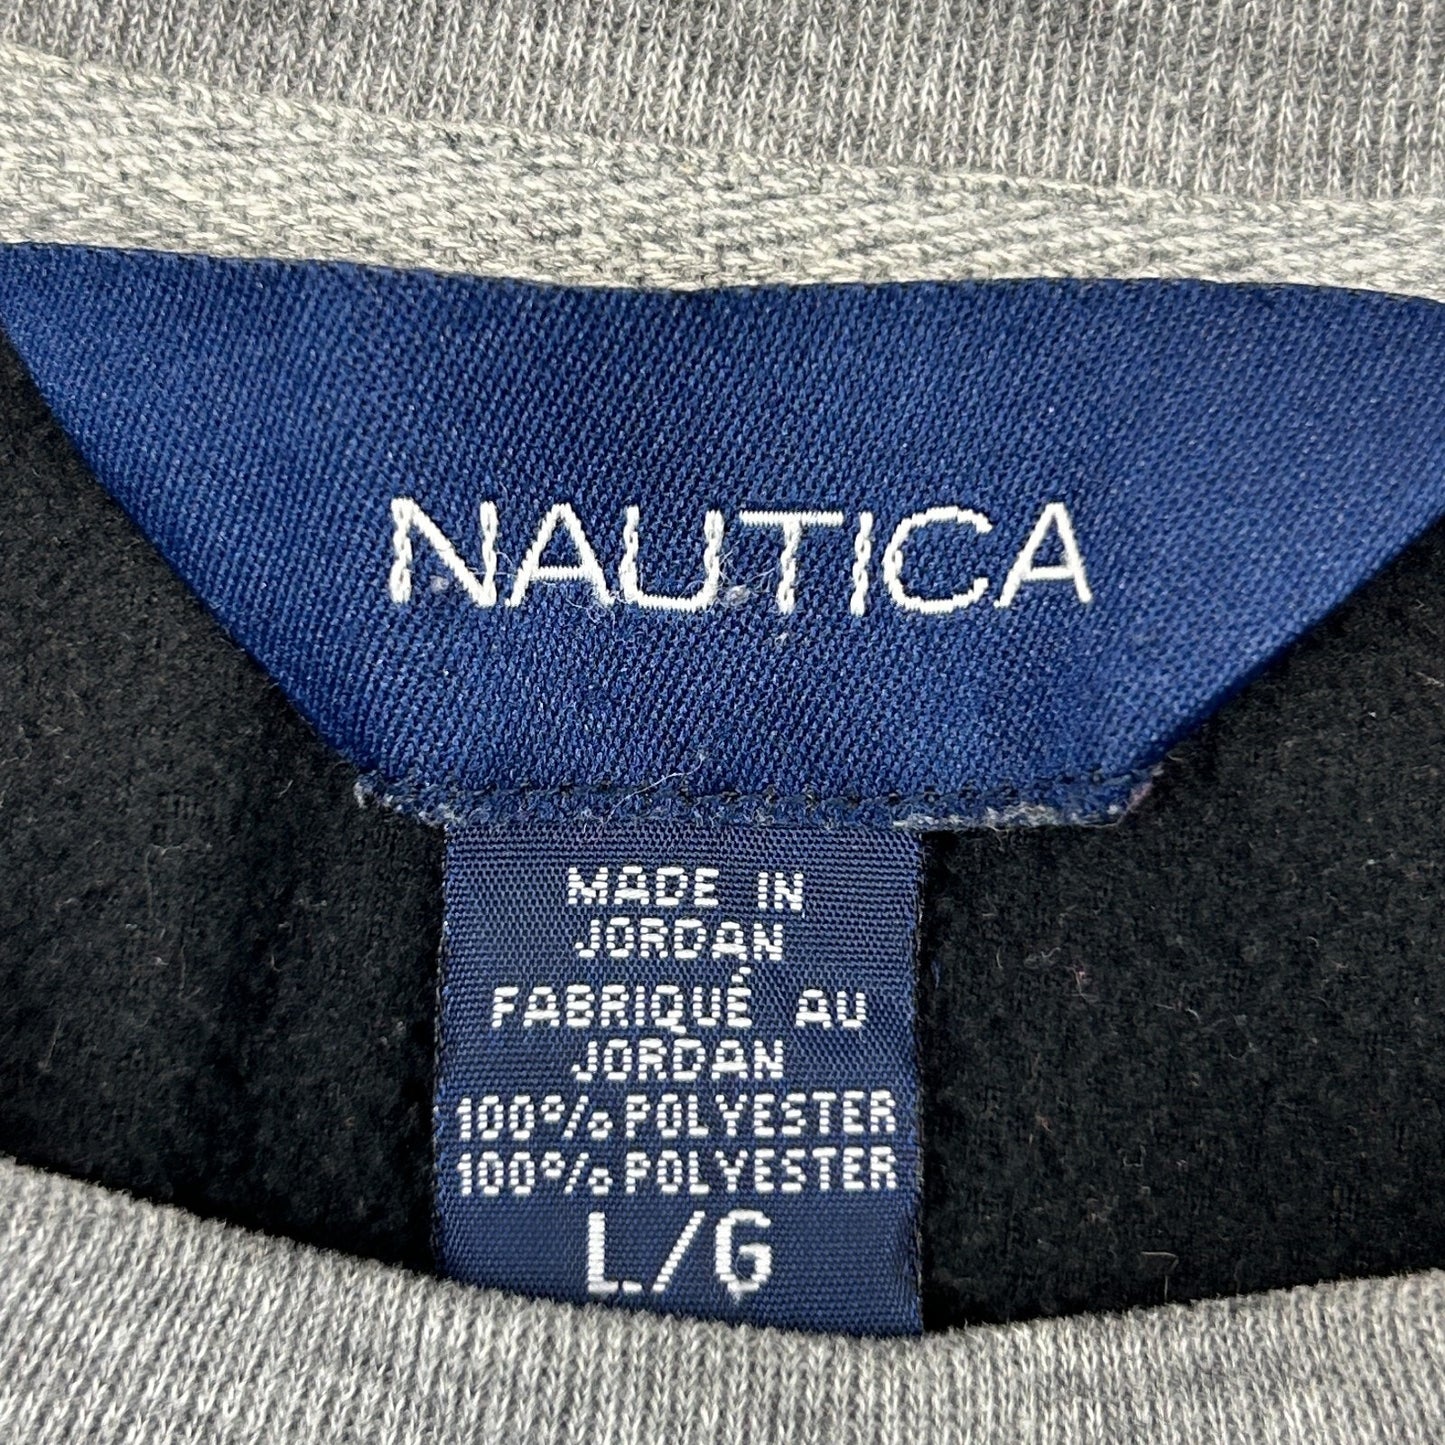 NAUTICA
MADE IN
JORDAN
FABRIQUÉ AU
JORDAN
100% POLYESTER
100% POLYESTER
L/G